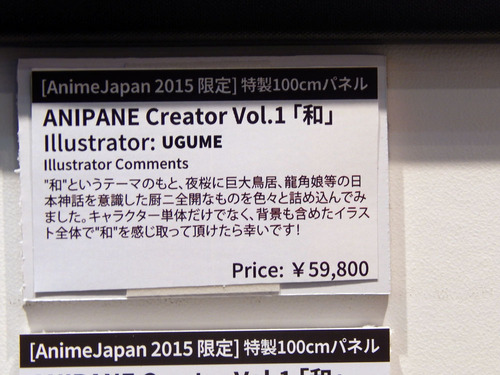 [AnimeJapan 2015 限定] 特製100cmパネル
ANIPANE Creator Vol.1 「和」
Illustrator: UGUME
Illustrator Comments
"和"というテーマのもと、夜桜に巨大鳥居、龍角娘等の日
本神話を意識した厨二全開なものを色々と詰め込んでみ
ました。キャラクター単体だけでなく、背景も含めたイラス
ト全体で"和"を感じ取って頂けたら幸いです!
Price: ￥59,800
[AnimeJapan 2015 限定] 特製100cmパネル
ANIPANE Creator Vol.1 「和」